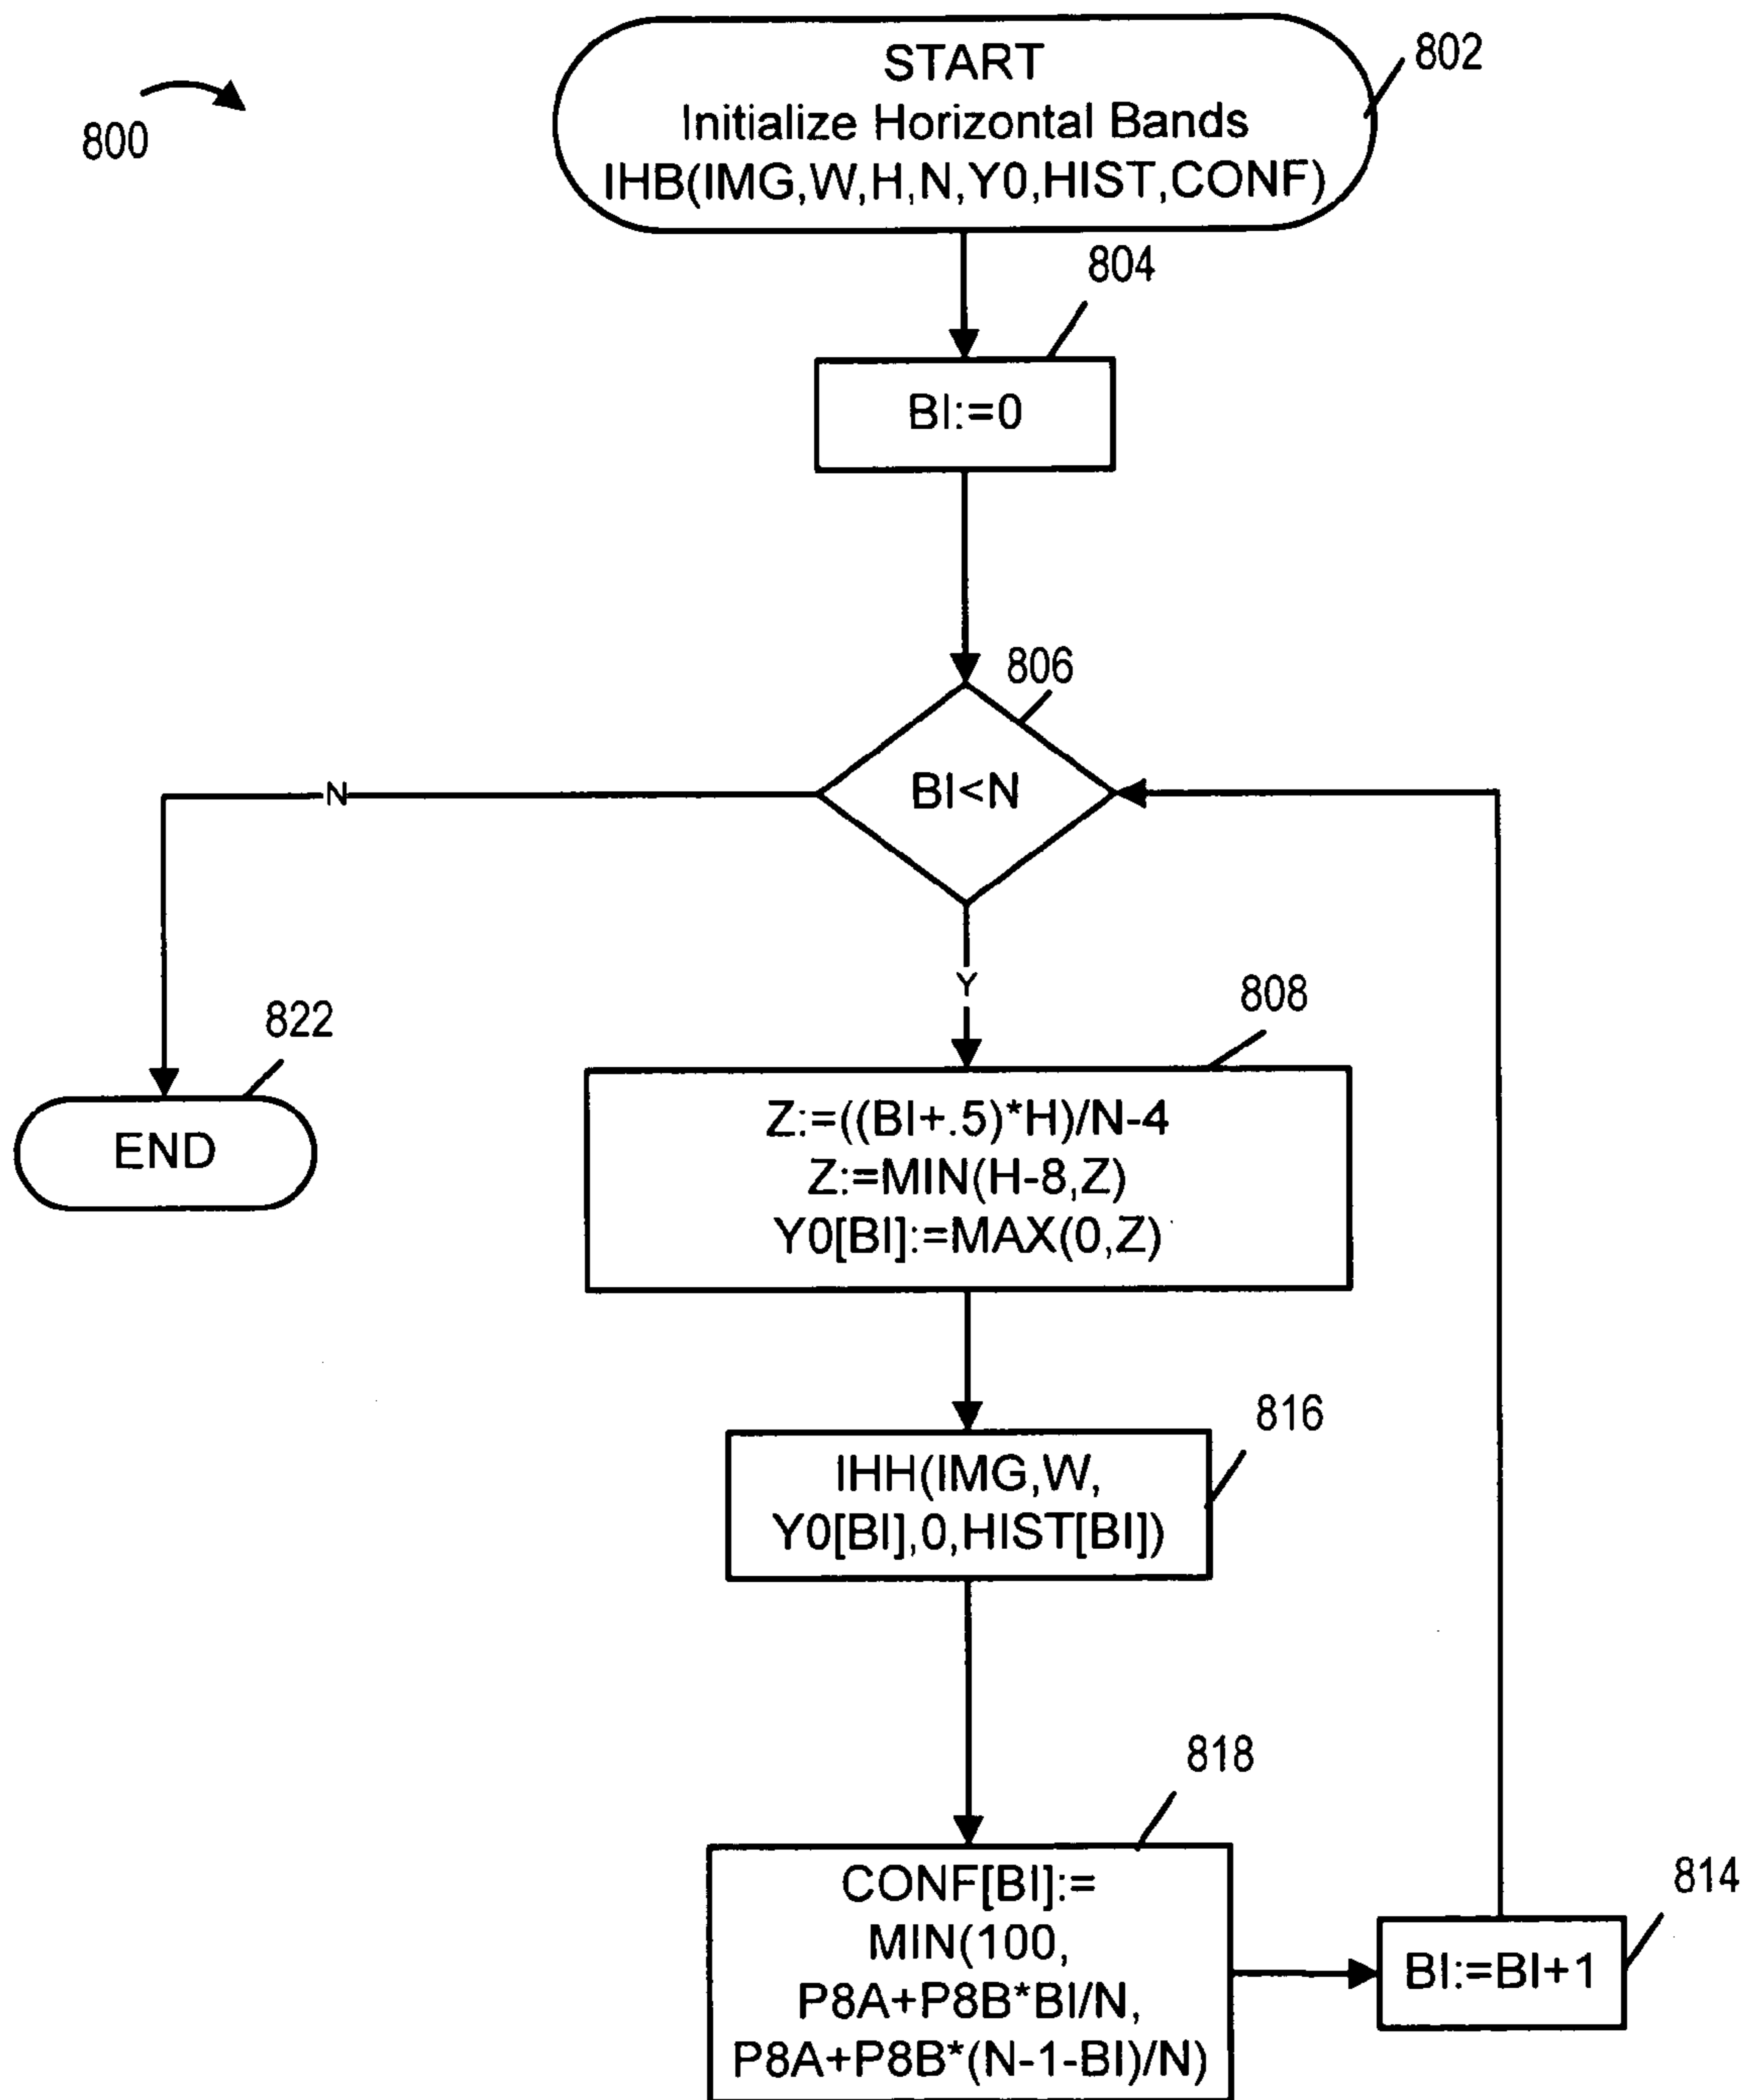 800
START
Initialize Horizontal Bands
IHB(IMG,W,H,N,Y0,HIST,CONF)
802
804
BI:=0
806
BI<N
N
Y
822
END
808
Z:=((BI+.5)*H)/N-4
Z:=MIN(H-8,Z)
Y0[BI]:=MAX(0,Z)
816
IHH(IMG,W,
Y0[BI],0,HIST[BI])
818
CONF[BI]:=
MIN(100,
P8A+P8B*BI/N,
P8A+P8B*(N-1-BI)/N)
814
BI:=BI+1